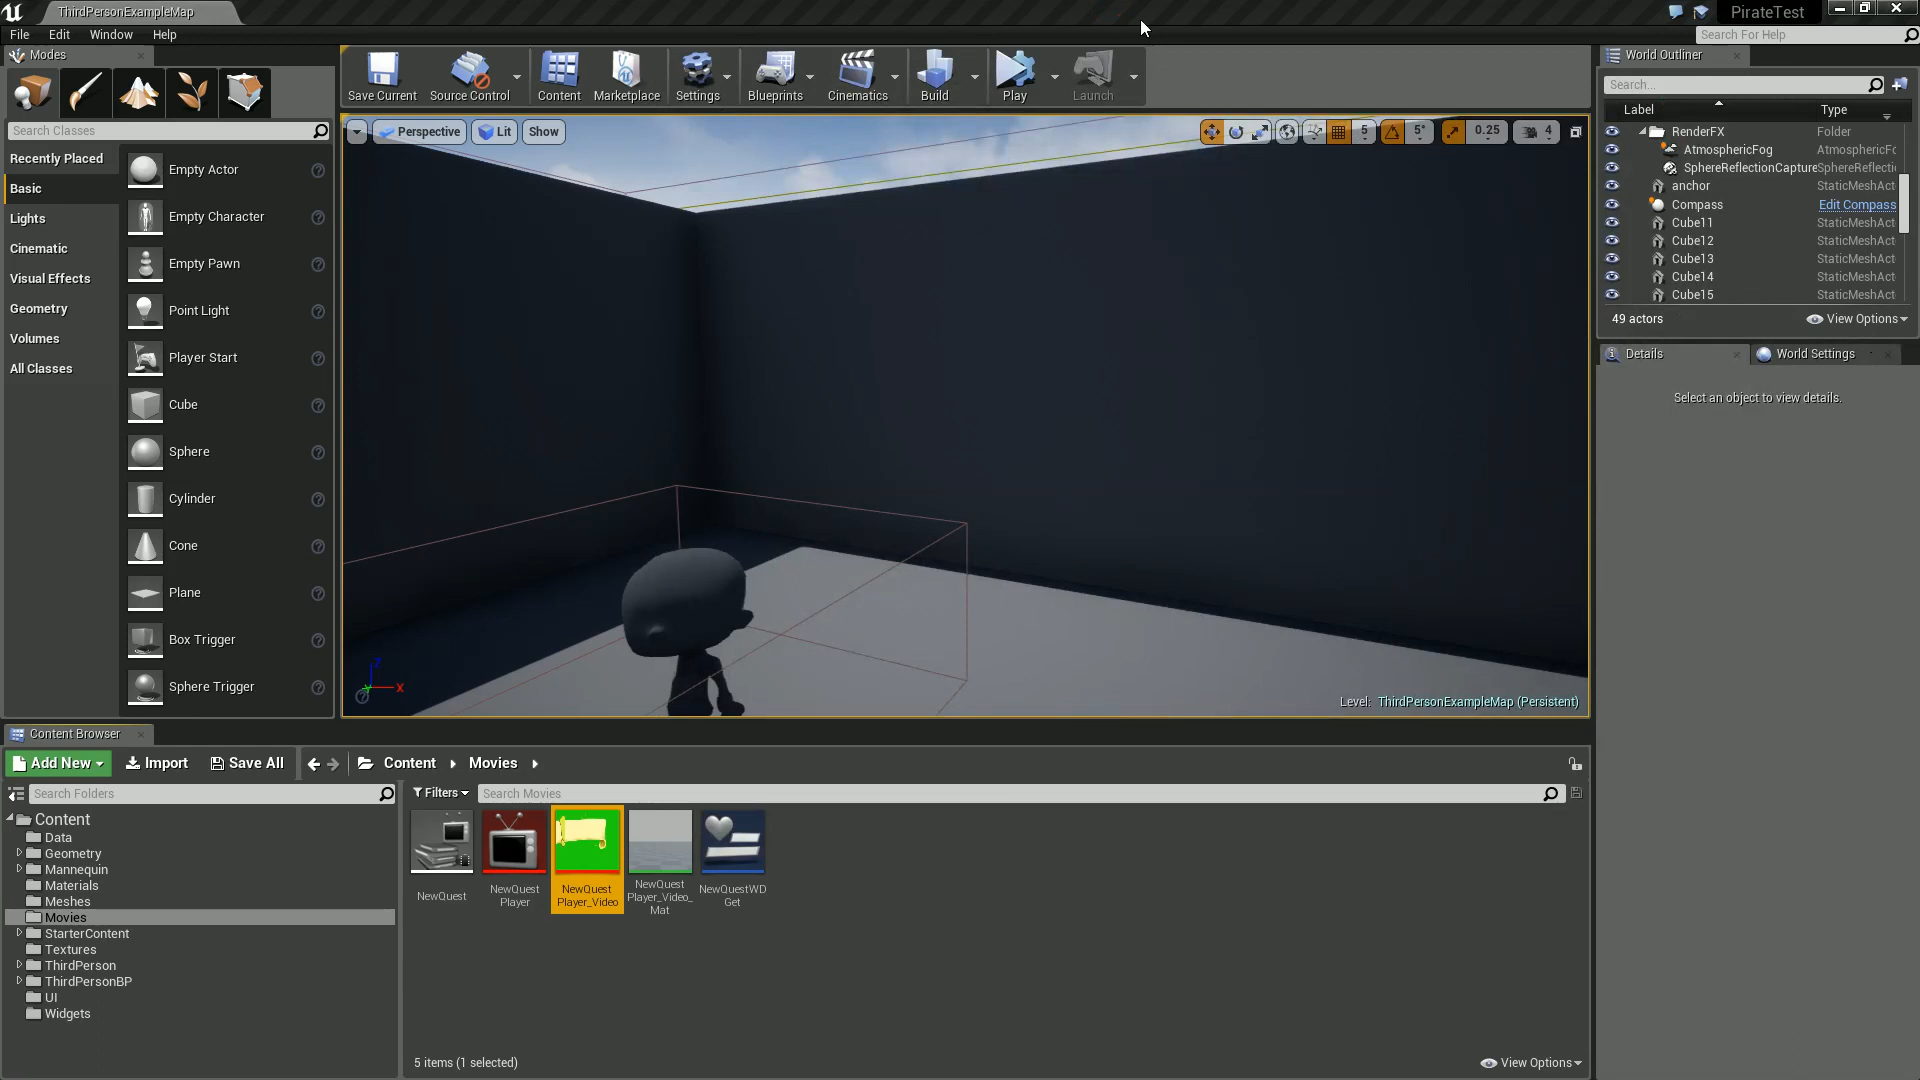 ThirdPersonExampleMap
PirateTest
File Edit Window Help
Search For Help
Modes
Save Current
Source Control
Content
Marketplace
Settings
Blueprints
Cinematics
Build
Play
Launch
World Outliner
Search...
Label
Type
Search Classes
Recently Placed
Basic
Lights
Cinematic
Visual Effects
Geometry
Volumes
All Classes
Empty Actor
Empty Character
Empty Pawn
Point Light
Player Start
Cube
Sphere
Cylinder
Cone
Plane
Box Trigger
Sphere Trigger
Perspective
Lit
Show
5
5°
0.25
4
Z
X
Level: ThirdPersonExampleMap (Persistent)
RenderFX Folder
AtmosphericFog AtmosphericFo
SphereReflectionCapture SphereReflecti
anchor StaticMeshAct
Compass Edit Compass
Cube11 StaticMeshAct
Cube12 StaticMeshAct
Cube13 StaticMeshAct
Cube14 StaticMeshAct
Cube15 StaticMeshAct
49 actors
View Options
Details
World Settings
Select an object to view details.
Content Browser
Add New
Import
Save All
Content
Movies
Search Folders
Filters
Search Movies
Content
Data
Geometry
Mannequin
Materials
Meshes
Movies
StarterContent
Textures
ThirdPerson
ThirdPersonBP
UI
Widgets
NewQuest
NewQuest
Player
NewQuest
Player_Video
NewQuest
Player_Video_
Mat
NewQuestWD
Get
5 items (1 selected)
View Options